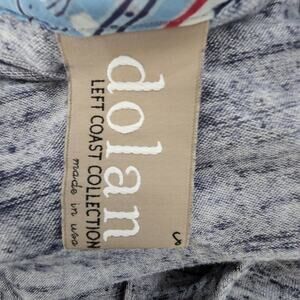 dolan
LEFT COAST COLLECTION
made in usa
S